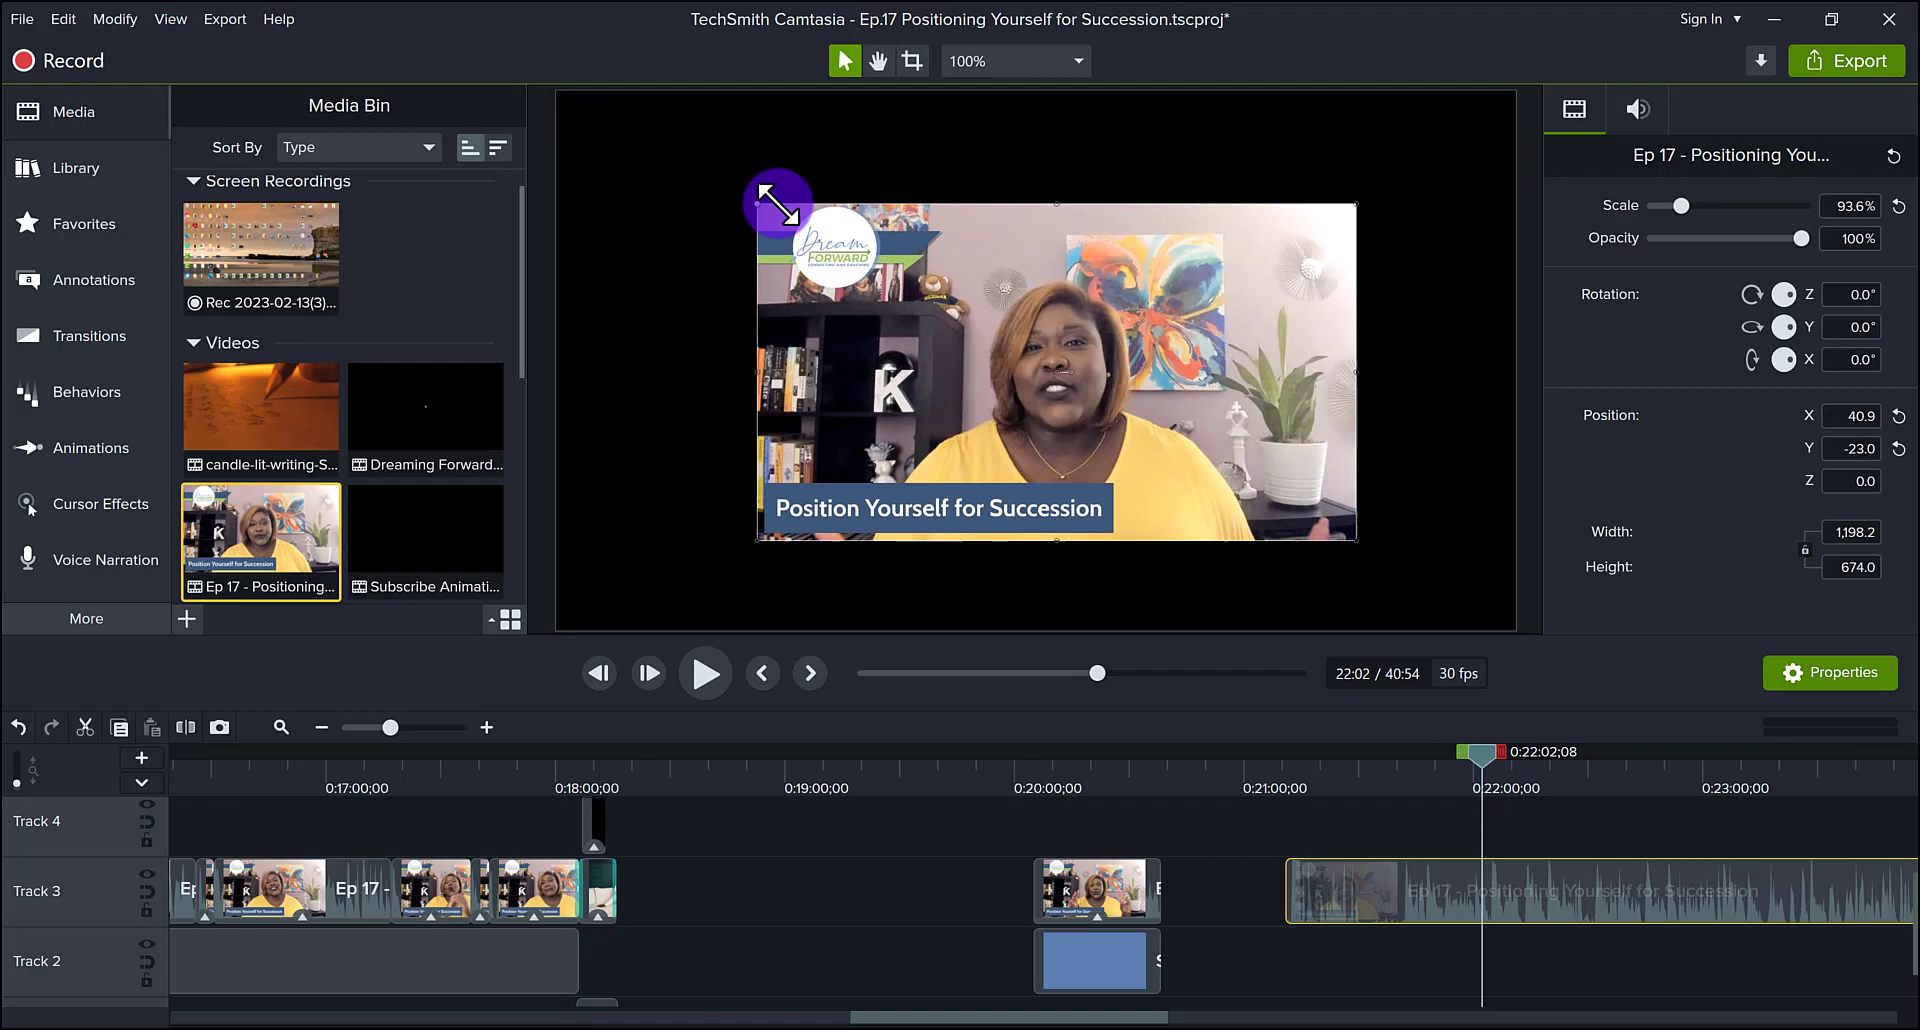 File Edit Modify View Export Help
TechSmith Camtasia - Ep.17 Positioning Yourself for Succession.tscproj*
Sign In
Record
100%
Export
Media
Library
Favorites
Annotations
Transitions
Behaviors
Animations
Cursor Effects
Voice Narration
More
Media Bin
Sort By Type
Screen Recordings
Rec 2023-02-13(3)...
Videos
candle-lit-writing-S...
Dreaming Forward...
Ep 17 - Positioning...
Subscribe Animati...
Dream
FORWARD
CONSULTING AND COACHING
K
Position Yourself for Succession
Ep 17 - Positioning You...
Scale 93.6%
Opacity 100%
Rotation: Z 0.0°
Y 0.0°
X 0.0°
Position: X 40.9
Y -23.0
Z 0.0
Width: 1,198.2
Height: 674.0
22:02 / 40:54 30 fps
Properties
0:22:02;08
0:17:00;00 0:18:00;00 0:19:00;00 0:20:00;00 0:21:00;00 0:22:00;00 0:23:00;00
Track 4
Track 3
Ep 17 -
Ep 17 - Positioning Yourself for Succession
Track 2